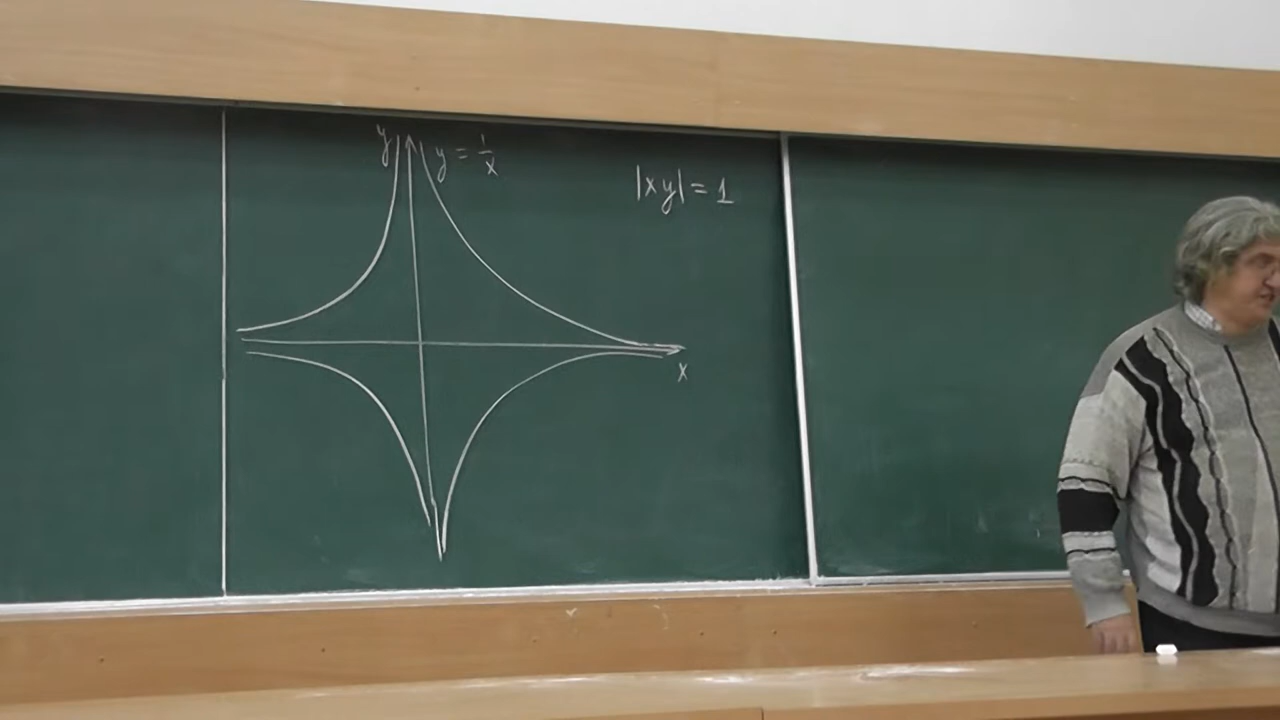 y
y = 1/x
|xy| = 1
x